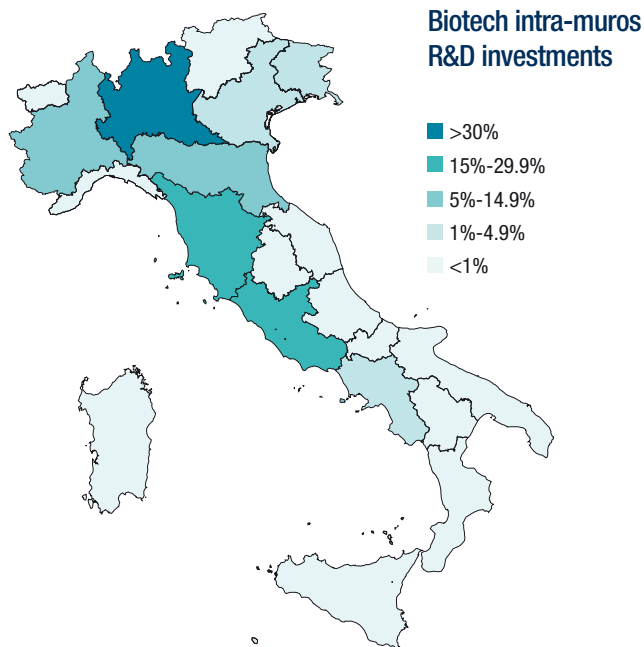 Biotech intra-muros
R&D investments
>30%
15%-29.9%
5%-14.9%
1%-4.9%
<1%